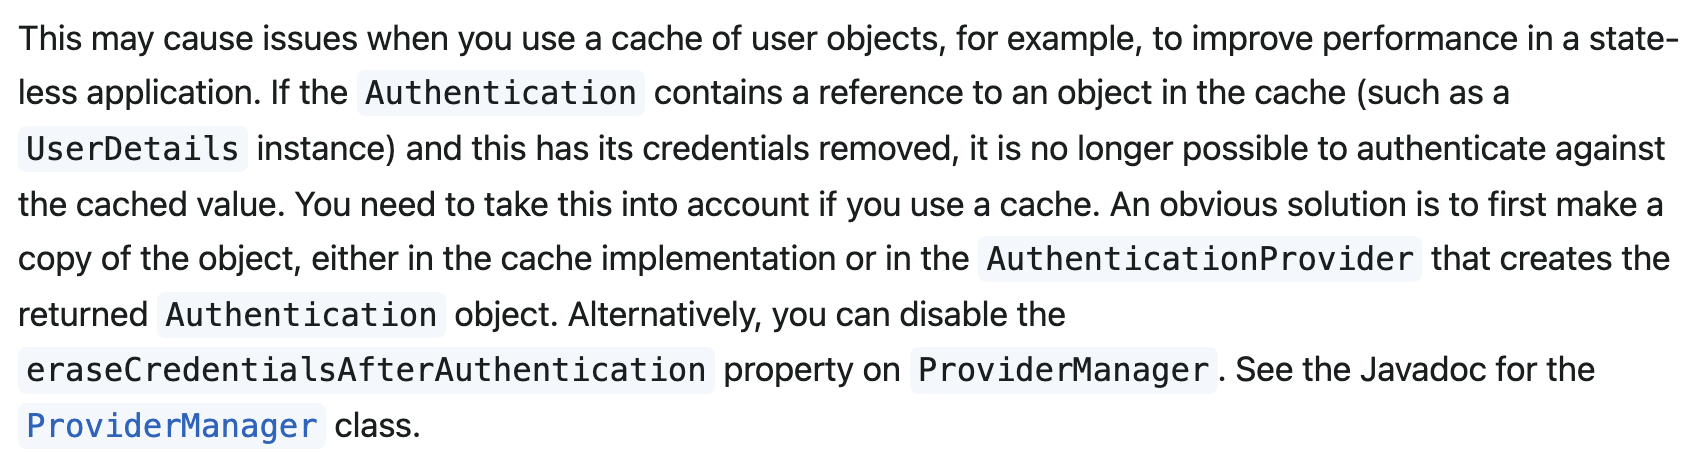 This may cause issues when you use a cache of user objects, for example, to improve performance in a state-
less application. If the Authentication contains a reference to an object in the cache (such as a
UserDetails instance) and this has its credentials removed, it is no longer possible to authenticate against
the cached value. You need to take this into account if you use a cache. An obvious solution is to first make a
copy of the object, either in the cache implementation or in the AuthenticationProvider that creates the
returned Authentication object. Alternatively, you can disable the
eraseCredentialsAfterAuthentication property on ProviderManager. See the Javadoc for the
ProviderManager class.